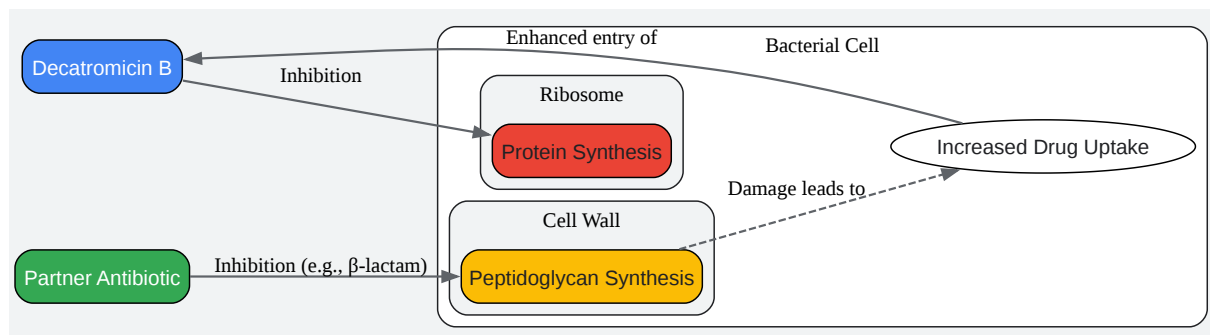 Enhanced entry of
Bacterial Cell
Decatromicin B
Inhibition
Ribosome
Protein Synthesis
Increased Drug Uptake
Damage leads to
Cell Wall
Partner Antibiotic
Inhibition (e.g., β-lactam)
Peptidoglycan Synthesis